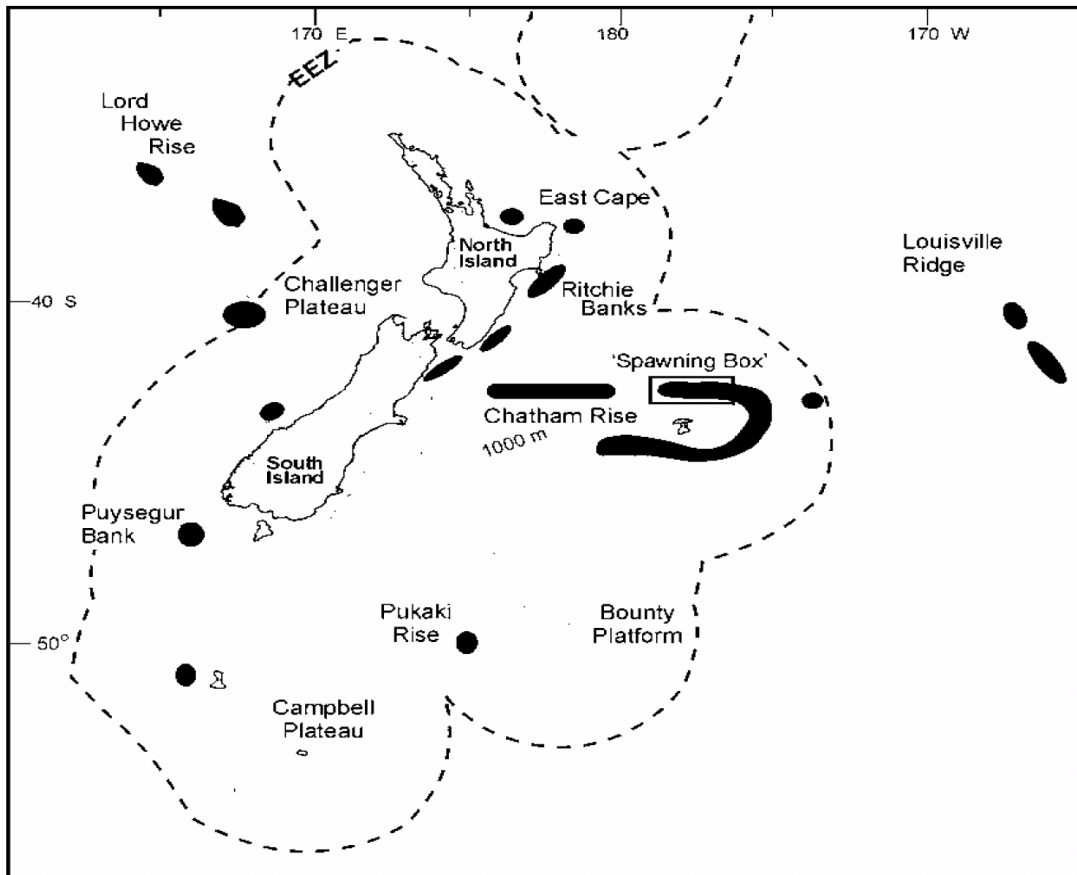 170 E
180
170 W
EEZ
Lord
Howe
Rise
East Cape
North
Island
Louisville
Ridge
Challenger
Plateau
40 S
Ritchie
Banks
'Spawning Box'
Chatham Rise
1000 m
South
Island
Puysegur
Bank
Pukaki
Rise
Bounty
Platform
50°
Campbell
Plateau